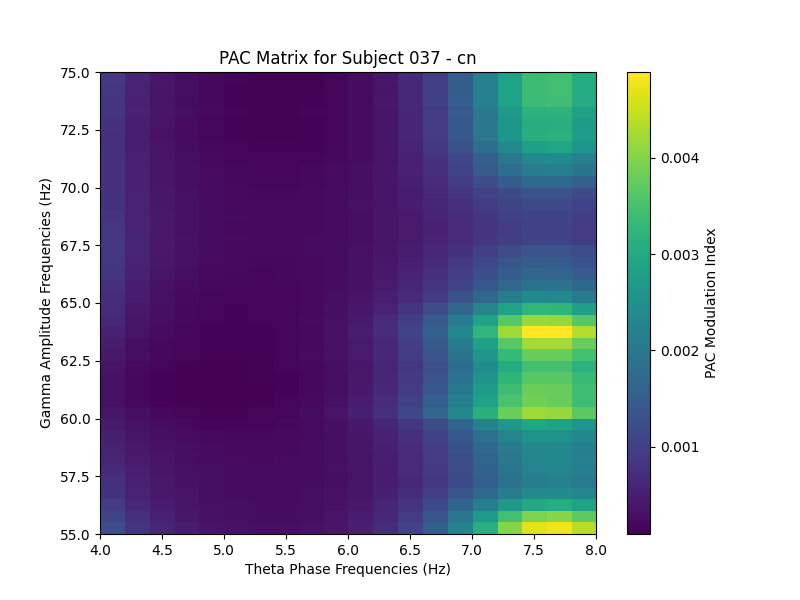 PAC Matrix for Subject 037 - cn
75.0
72.5
70.0
67.5
65.0
62.5
60.0
57.5
55.0
Gamma Amplitude Frequencies (Hz)
4.0 4.5 5.0 5.5 6.0 6.5 7.0 7.5 8.0
Theta Phase Frequencies (Hz)
0.004
0.003
0.002
0.001
PAC Modulation Index